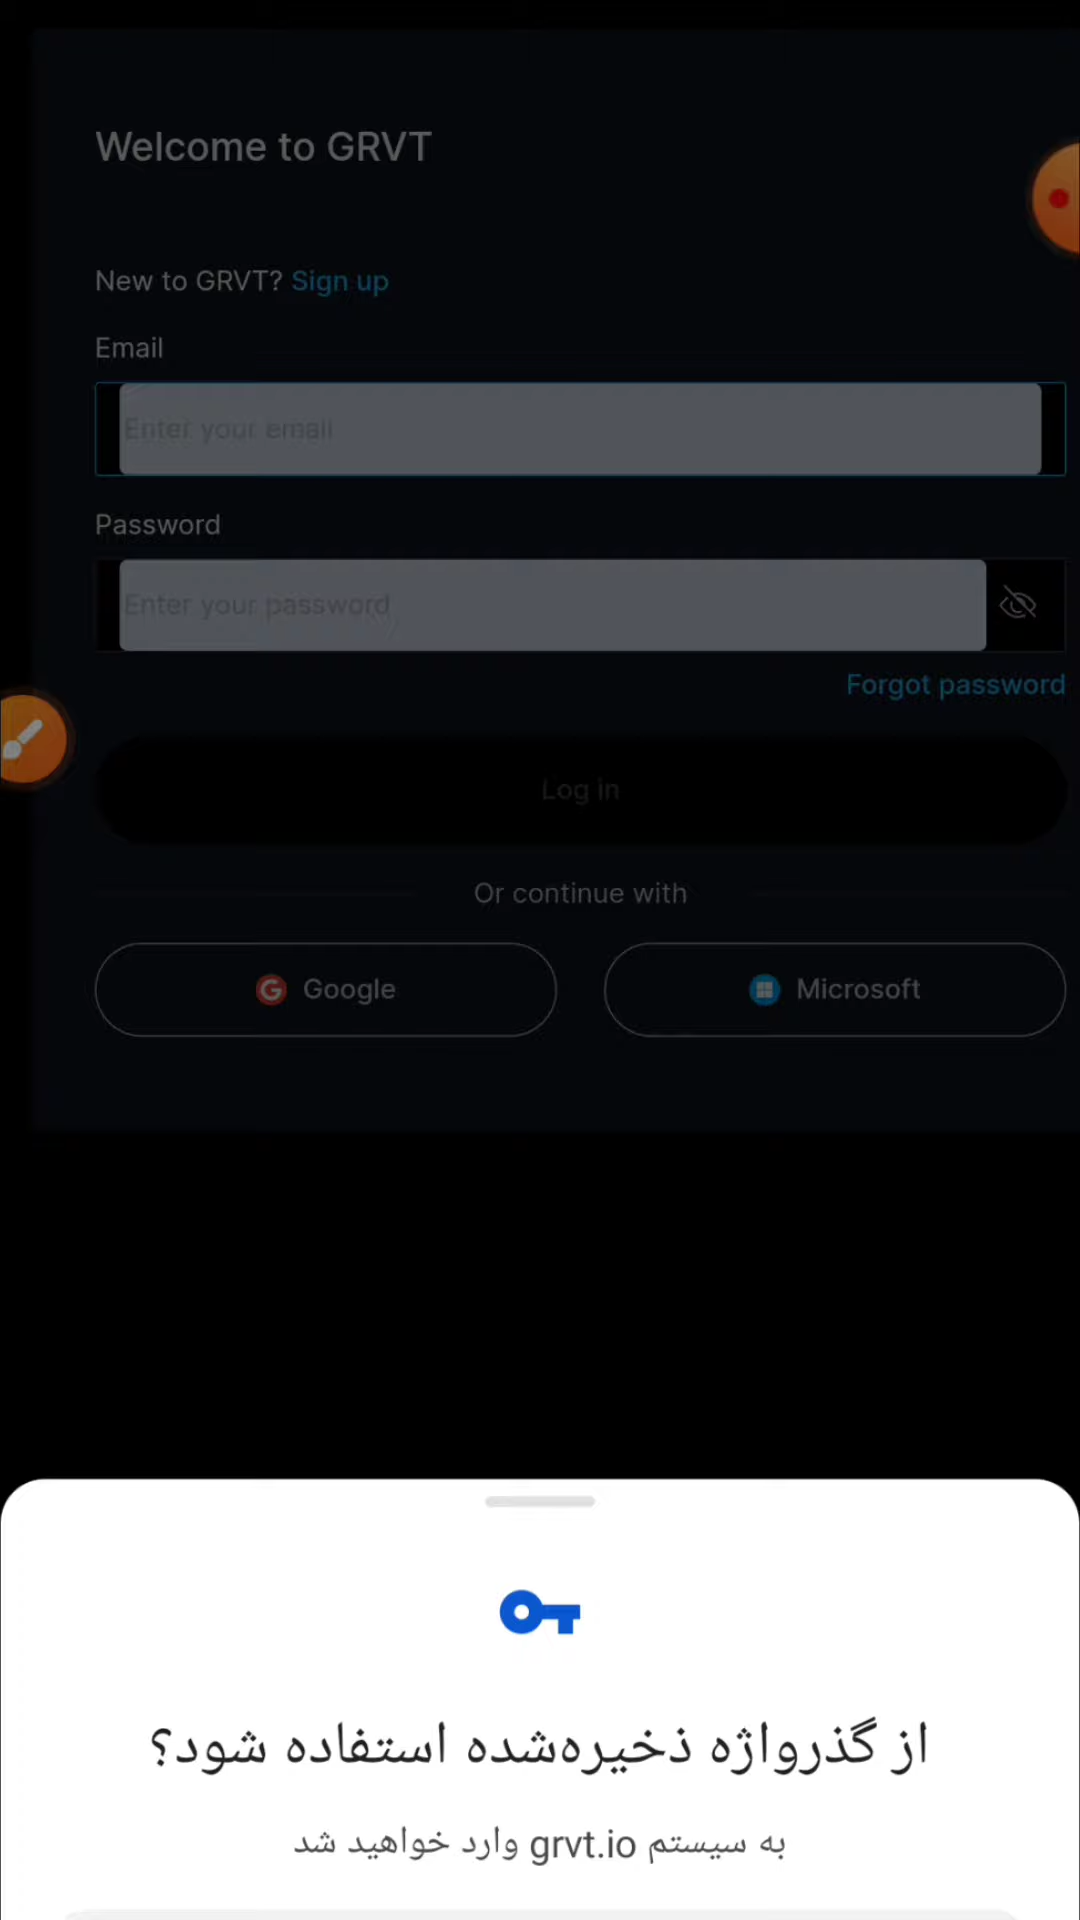 Welcome to GRVT
New to GRVT? Sign up
Email
Enter your email
Password
Enter your password
Forgot password
Log in
Or continue with
Google
Microsoft
از گذرواژه ذخیره‌شده استفاده شود؟
به سیستم grvt.io وارد خواهید شد